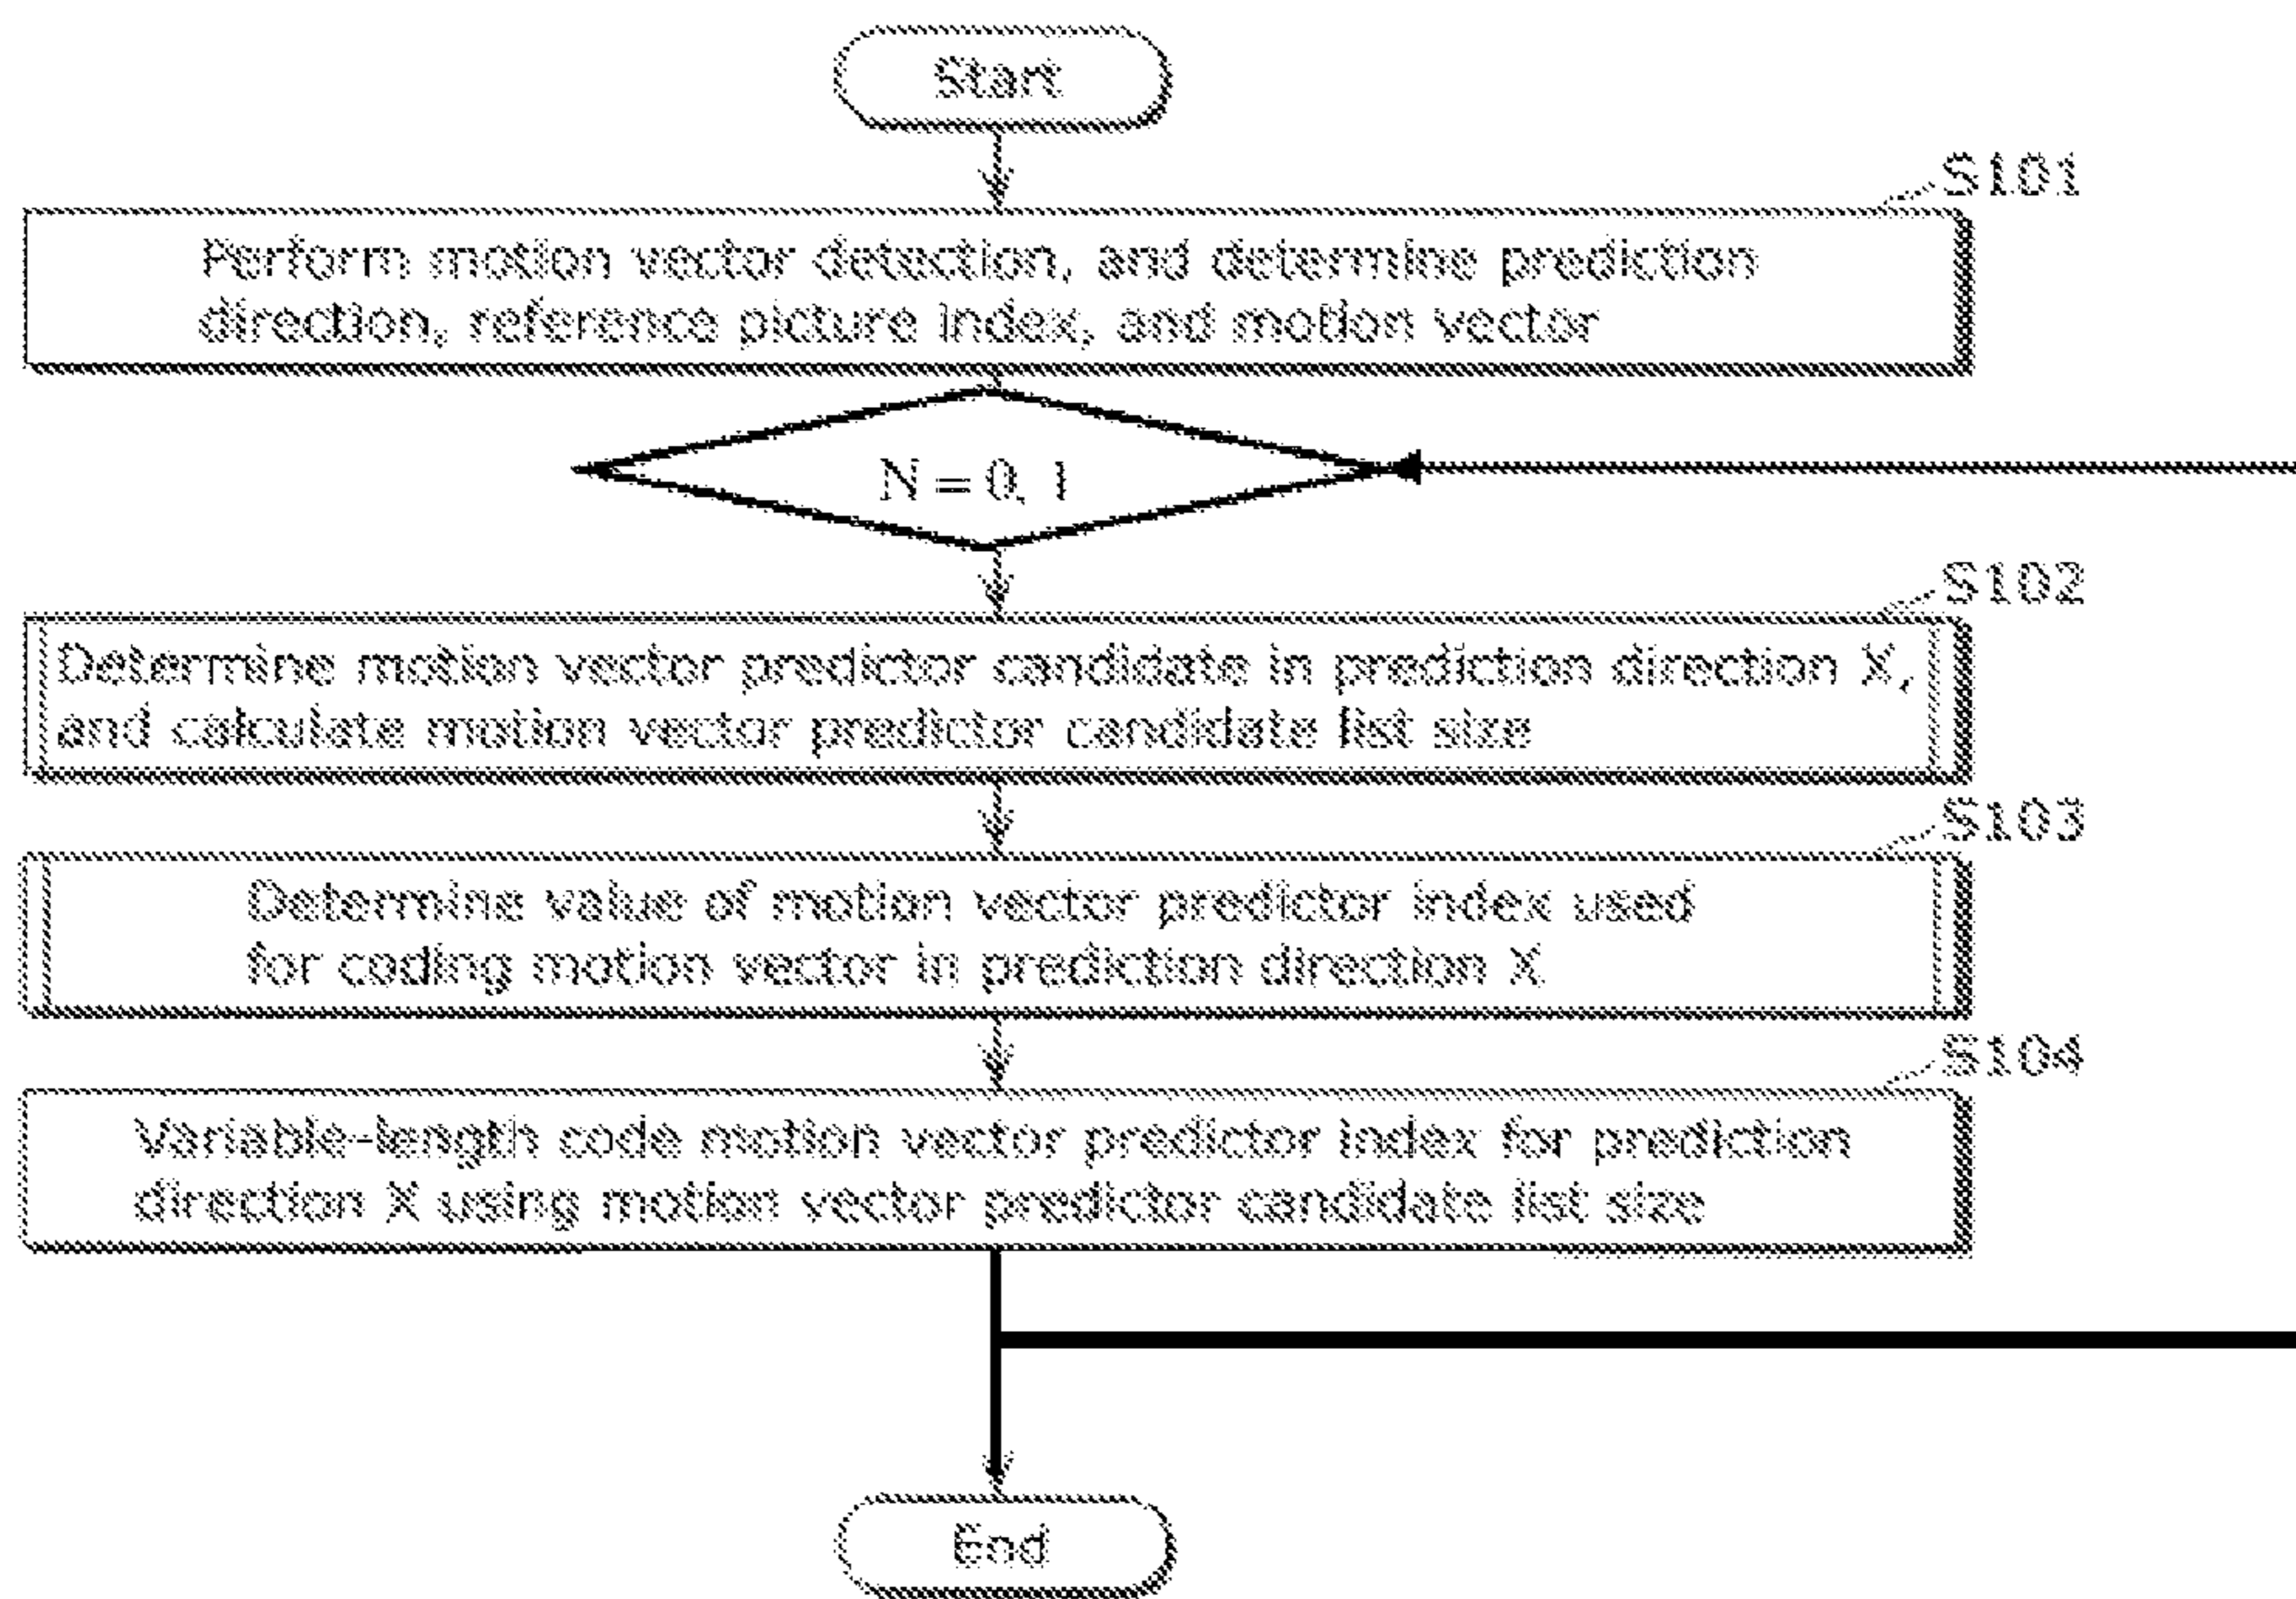 Start
S101
Perform motion vector detection, and determine prediction
direction, reference picture index, and motion vector
N = 0, 1
S102
Determine motion vector predictor candidate in prediction direction X,
and calculate motion vector predictor candidate list size
S103
Determine value of motion vector predictor index used
for coding motion vector in prediction direction X
S104
Variable-length code motion vector predictor index for prediction
direction X using motion vector predictor candidate list size
End